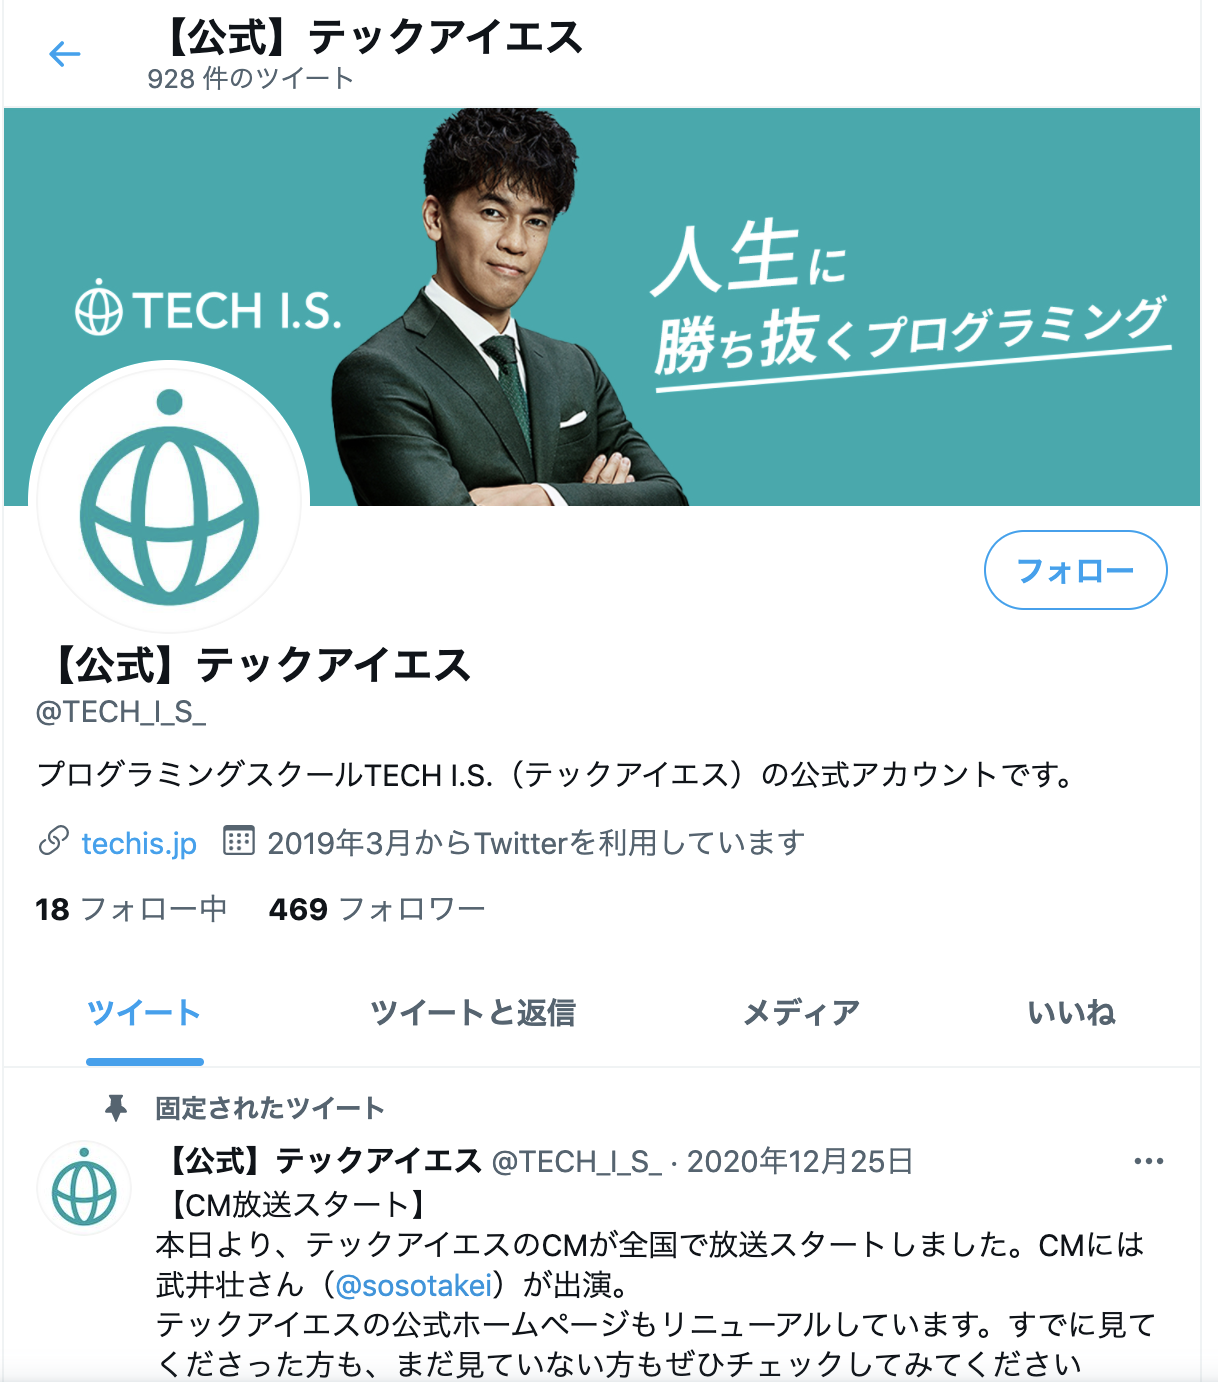 【公式】テックアイエス
928 件のツイート
TECH I.S.
人生に
勝ち抜くプログラミング
フォロー
【公式】テックアイエス
@TECH_I_S_
プログラミングスクールTECH I.S.（テックアイエス）の公式アカウントです。
techis.jp 2019年3月からTwitterを利用しています
18 フォロー中 469 フォロワー
ツイート ツイートと返信 メディア いいね
固定されたツイート
【公式】テックアイエス @TECH_I_S_ · 2020年12月25日
【CM放送スタート】
本日より、テックアイエスのCMが全国で放送スタートしました。CMには
武井壮さん（@sosotakei）が出演。
テックアイエスの公式ホームページもリニューアルしています。すでに見て
くださった方も、まだ見ていない方もぜひチェックしてみてください